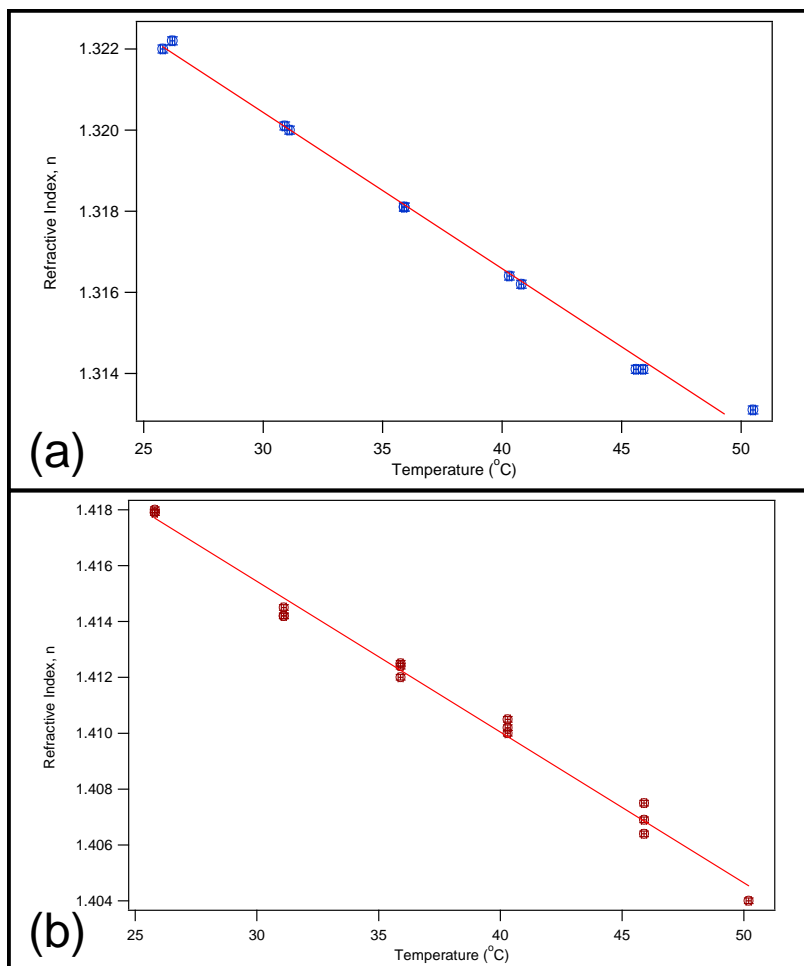 1.322
1.320
1.318
1.316
1.314
Refractive Index, n
25 30 35 40 45 50
Temperature (°C)
(a)
1.418
1.416
1.414
1.412
1.410
1.408
1.406
1.404
Refractive Index, n
25 30 35 40 45 50
Temperature (°C)
(b)